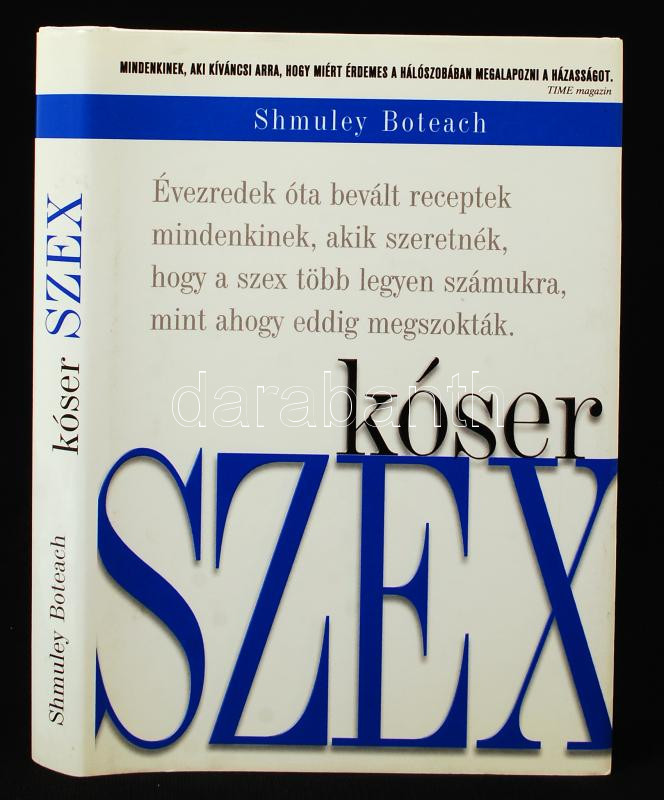 MINDENKINEK, AKI KÍVÁNCSI ARRA, HOGY MIÉRT ÉRDEMES A HÁLÓSZOBÁBAN MEGALAPOZNI A HÁZASSÁGOT.
TIME magazin
Shmuley Boteach
Évezredek óta bevált receptek
mindenkinek, akik szeretnék,
hogy a szex több legyen számukra,
mint ahogy eddig megszokták.
kóser
SZEX
Shmuley Boteach kóser SZEX
darabanth